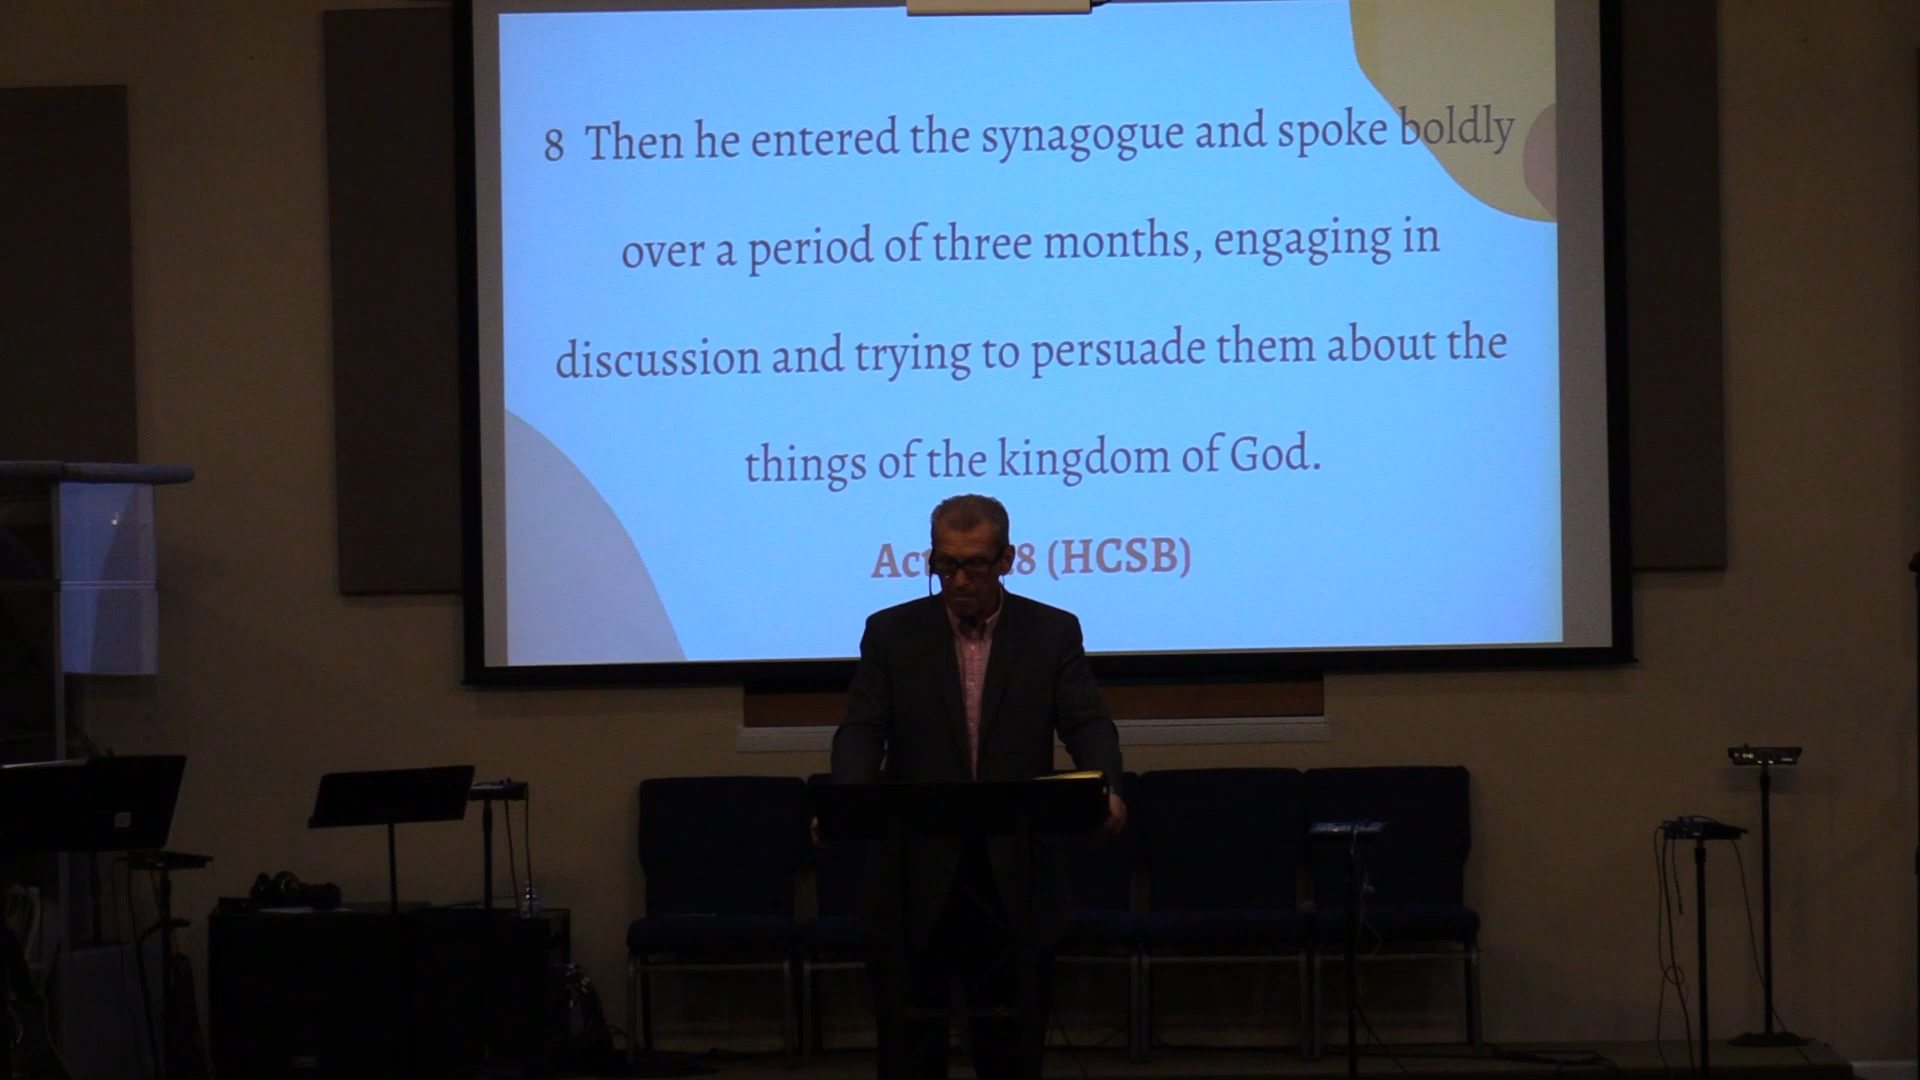 8 Then he entered the synagogue and spoke boldly
over a period of three months, engaging in
discussion and trying to persuade them about the
things of the kingdom of God.
8 (HCSB)